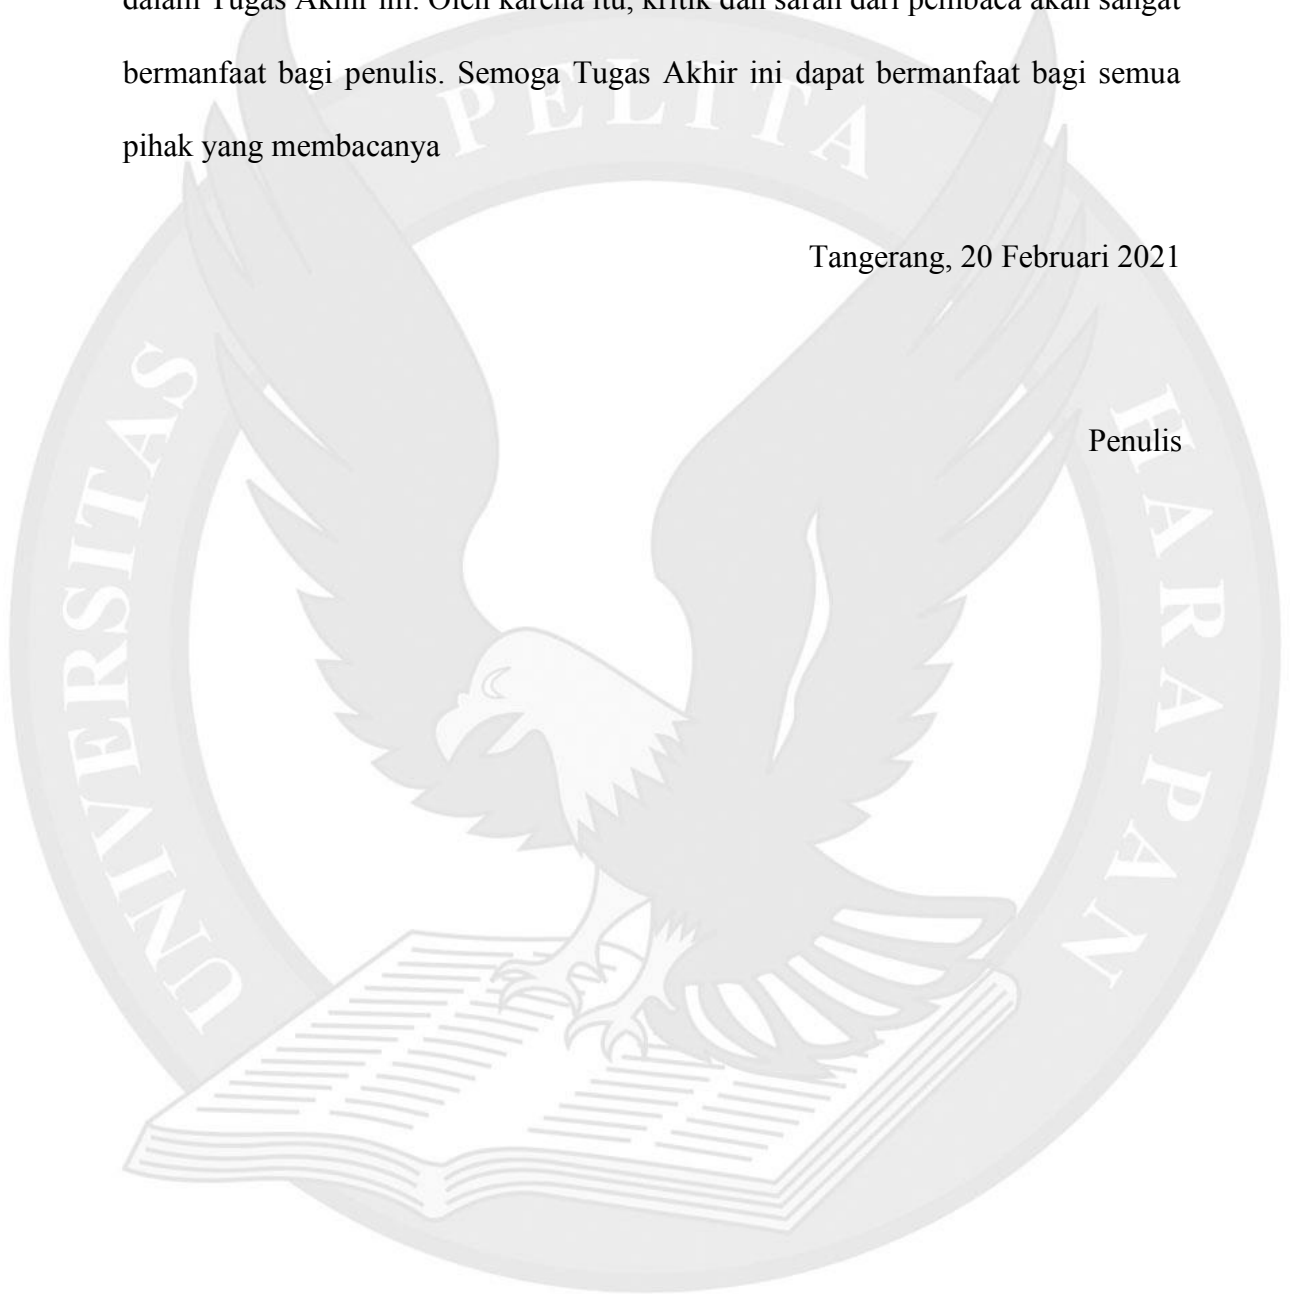 dalam Tugas Akhir ini. Oleh karena itu, kritik dan saran dari pembaca akan sangat
bermanfaat bagi penulis. Semoga Tugas Akhir ini dapat bermanfaat bagi semua
pihak yang membacanya
Tangerang, 20 Februari 2021
Penulis
UNIVERSITAS
PELITA
HARAPAN